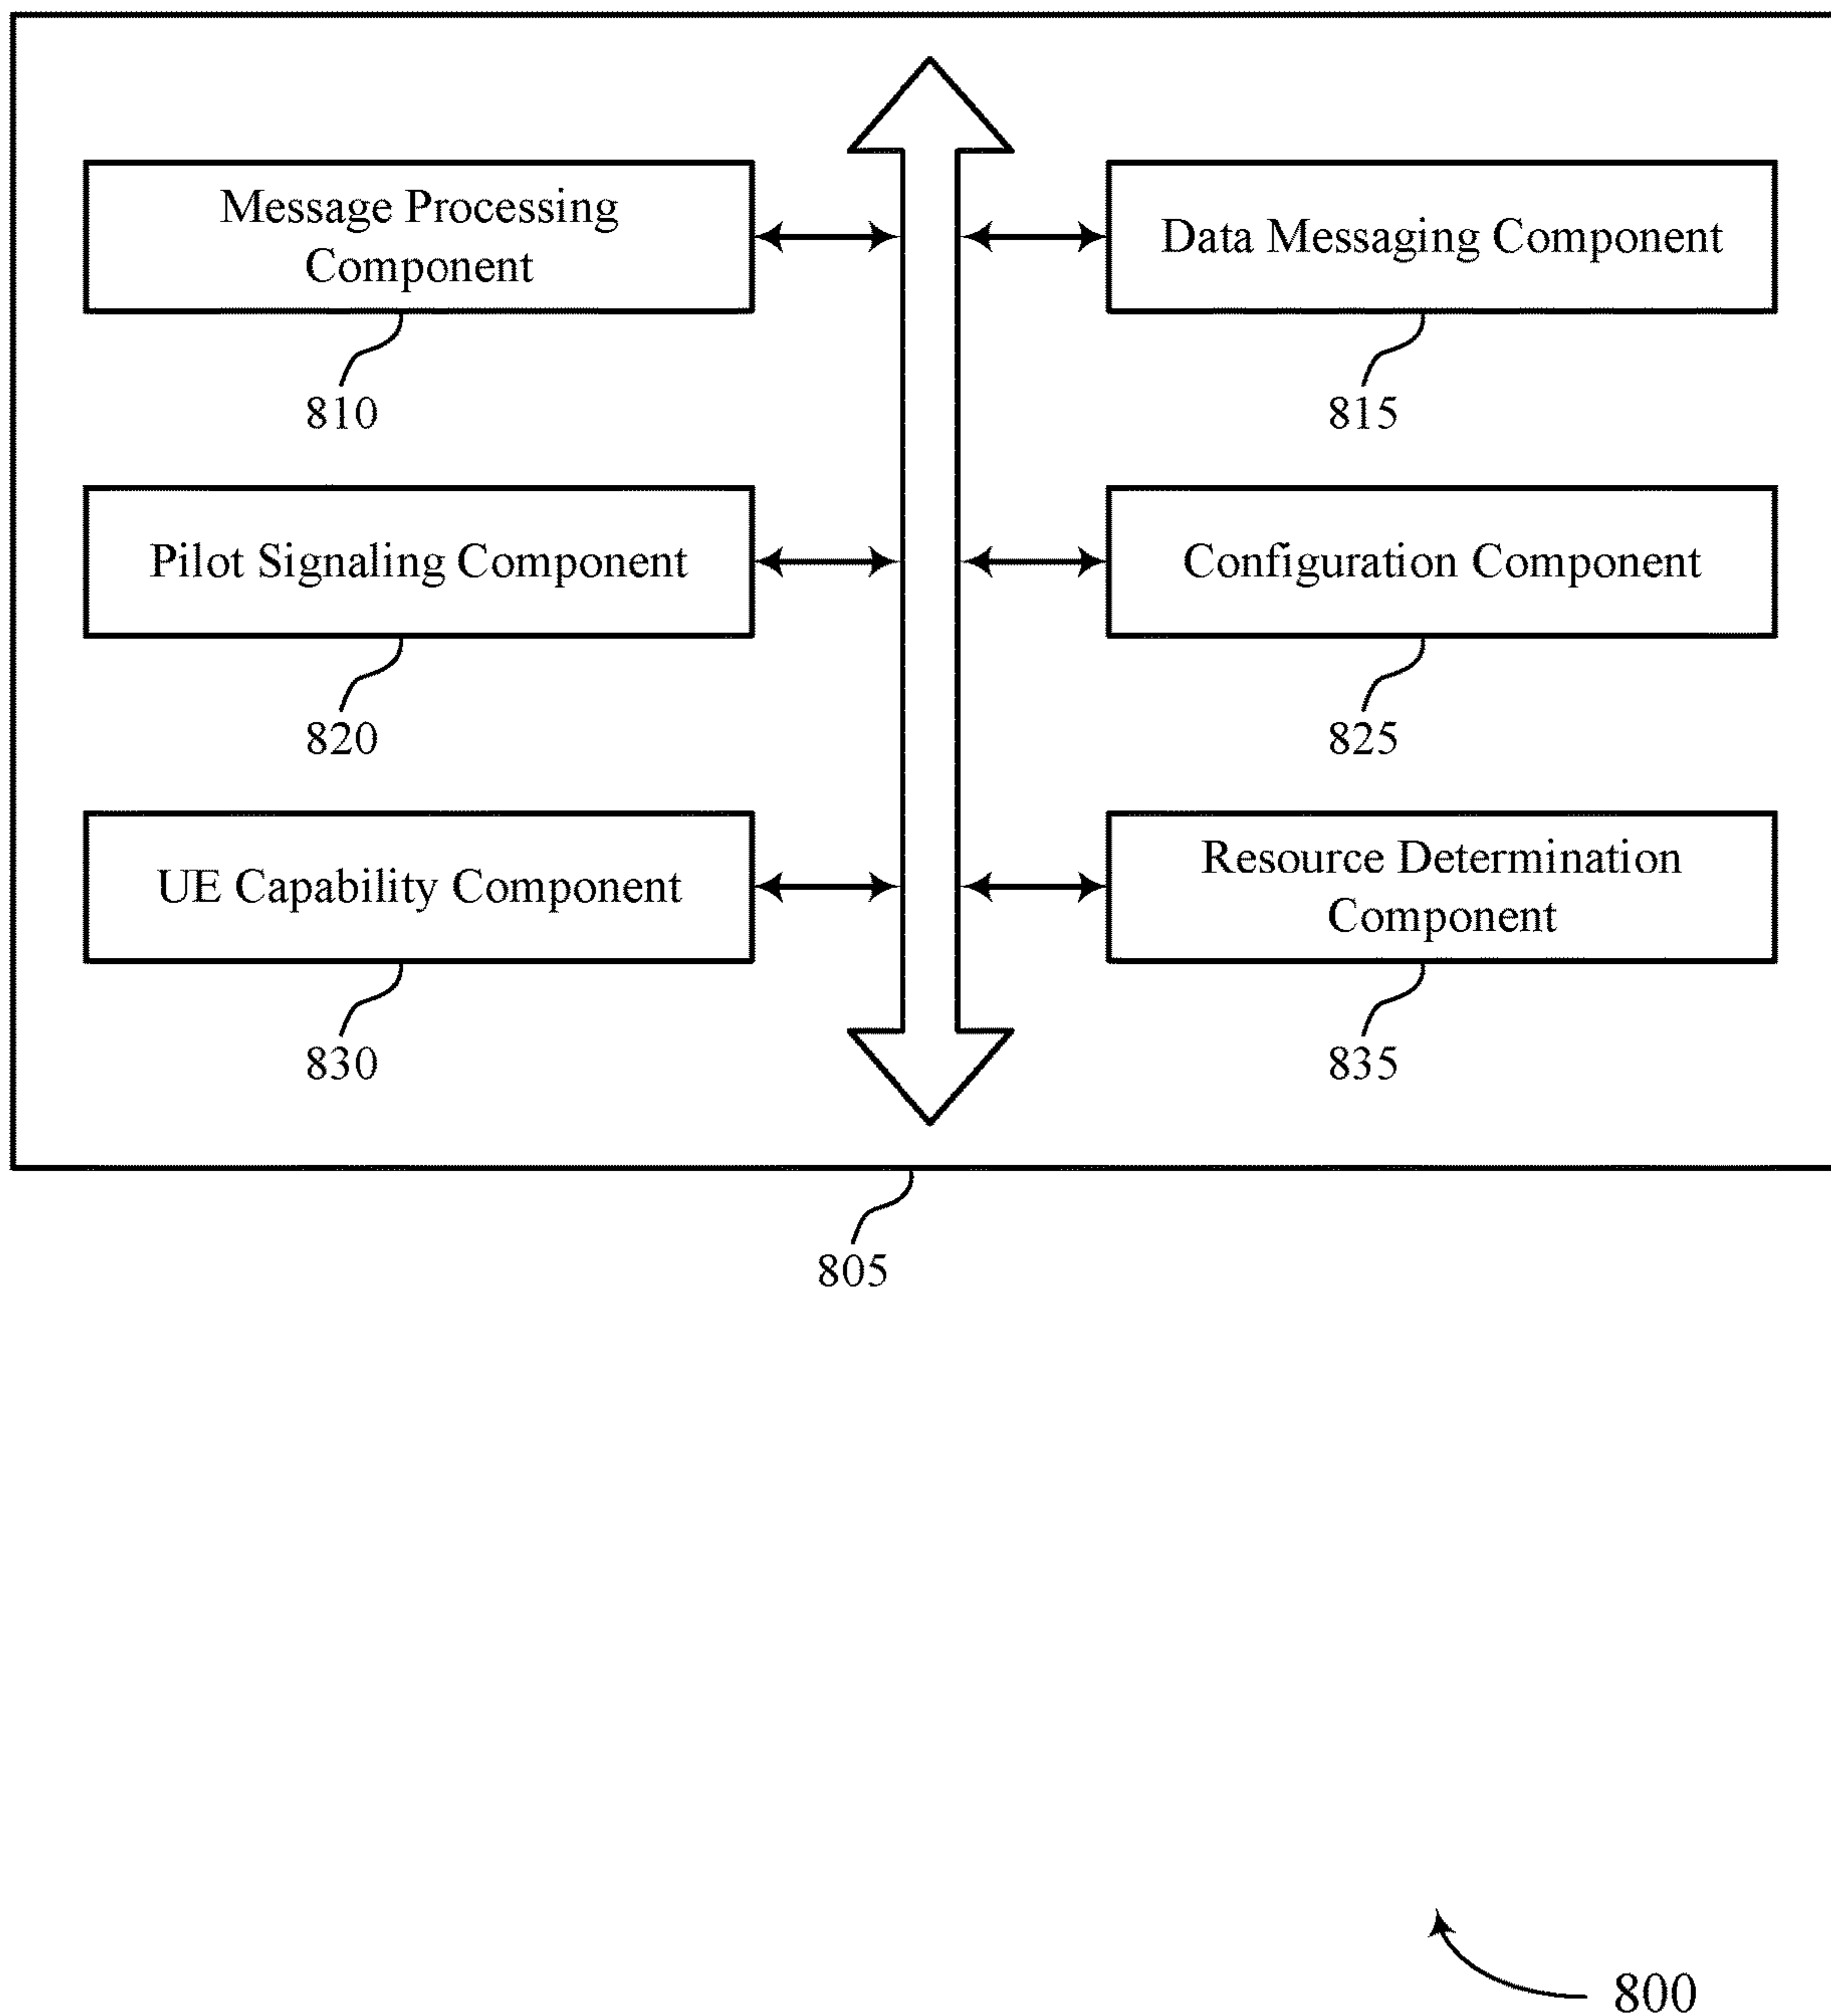 Message Processing
Component
810
Data Messaging Component
815
Pilot Signaling Component
820
Configuration Component
825
UE Capability Component
830
Resource Determination
Component
835
805
800